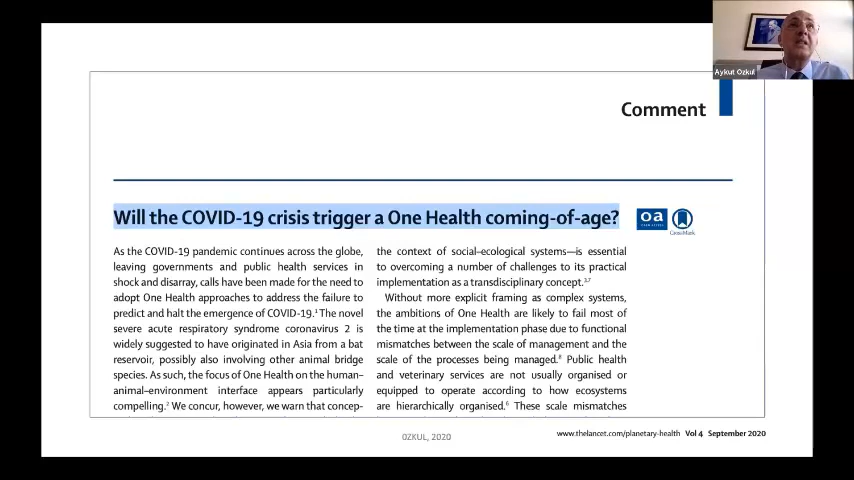 Aykut Ozkul
Comment
Will the COVID-19 crisis trigger a One Health coming-of-age?
oa
CrossMark
As the COVID-19 pandemic continues across the globe,
leaving governments and public health services in
shock and disarray, calls have been made for the need to
adopt One Health approaches to address the failure to
predict and halt the emergence of COVID-19.¹ The novel
severe acute respiratory syndrome coronavirus 2 is
widely suggested to have originated in Asia from a bat
reservoir, possibly also involving other animal bridge
species. As such, the focus of One Health on the human–
animal–environment interface appears particularly
compelling.² We concur, however, we warn that concep-
the context of social–ecological systems—is essential
to overcoming a number of challenges to its practical
implementation as a transdisciplinary concept.³,⁷
Without more explicit framing as complex systems,
the ambitions of One Health are likely to fail most of
the time at the implementation phase due to functional
mismatches between the scale of management and the
scale of the processes being managed.⁸ Public health
and veterinary services are not usually organised or
equipped to operate according to how ecosystems
are hierarchically organised.⁶ These scale mismatches
OZKUL, 2020
www.thelancet.com/planetary-health Vol 4 September 2020